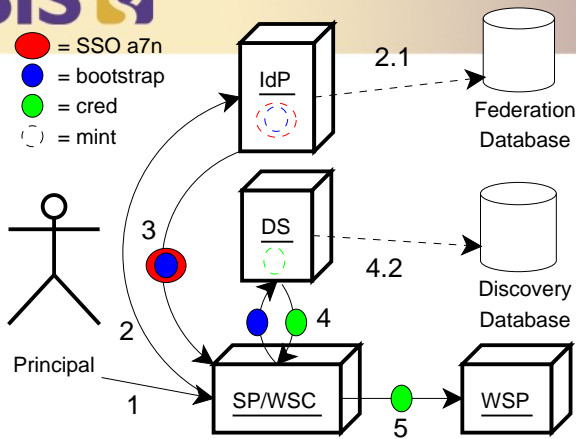 = SSO a7n
= bootstrap
= cred
= mint
IdP
2.1
Federation
Database
3
DS
4.2
Discovery
Database
2
4
Principal
1
SP/WSC
5
WSP